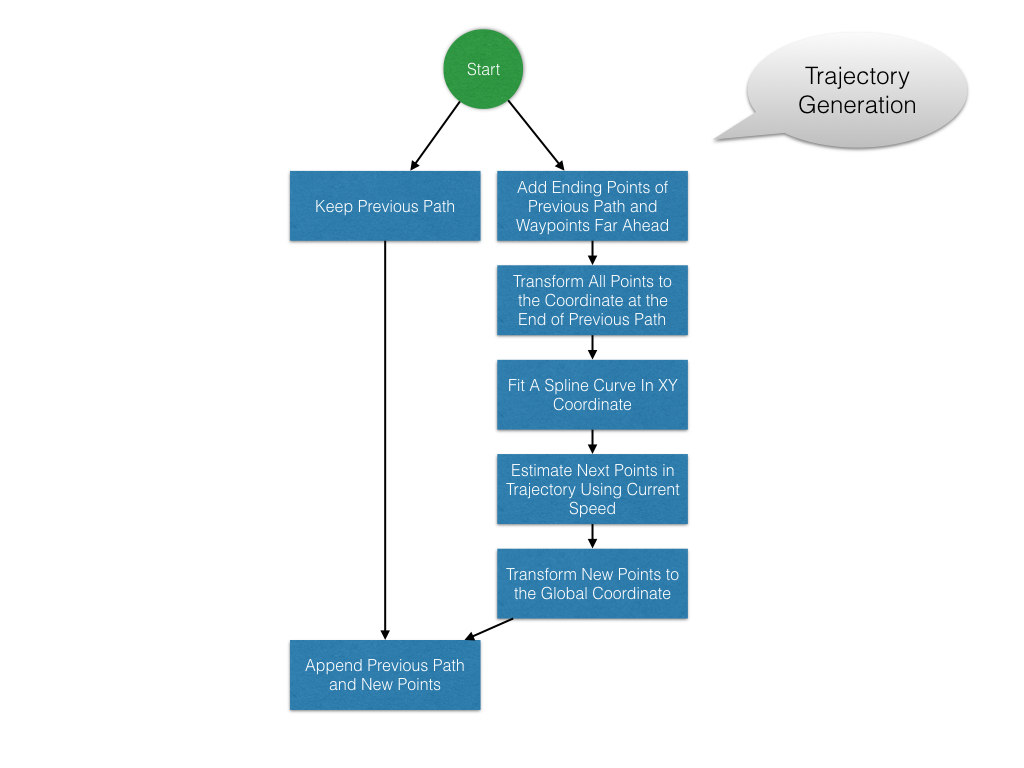 Start
Trajectory
Generation
Keep Previous Path
Add Ending Points of
Previous Path and
Waypoints Far Ahead
Transform All Points to
the Coordinate at the
End of Previous Path
Fit A Spline Curve In XY
Coordinate
Estimate Next Points in
Trajectory Using Current
Speed
Transform New Points to
the Global Coordinate
Append Previous Path
and New Points